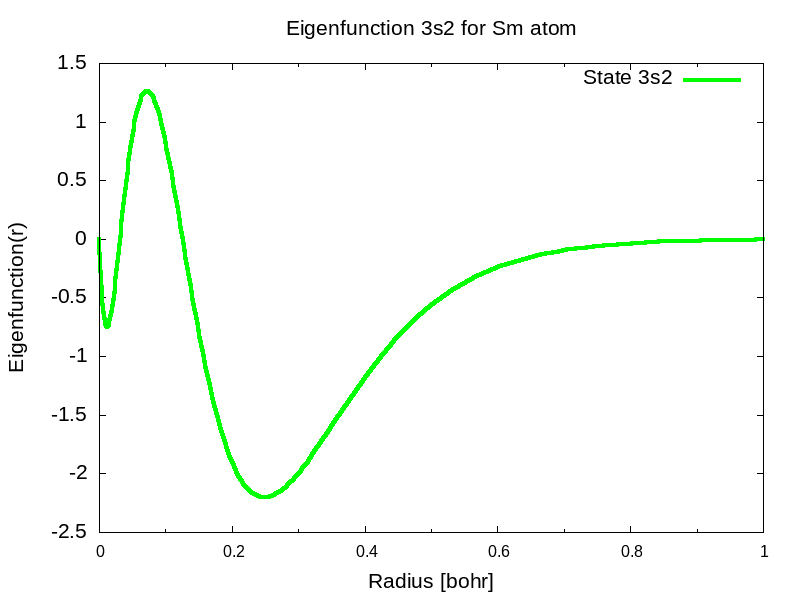 Eigenfunction 3s2 for Sm atom
State 3s2
1.5
1
0.5
0
-0.5
-1
-1.5
-2
-2.5
Eigenfunction(r)
0 0.2 0.4 0.6 0.8 1
Radius [bohr]